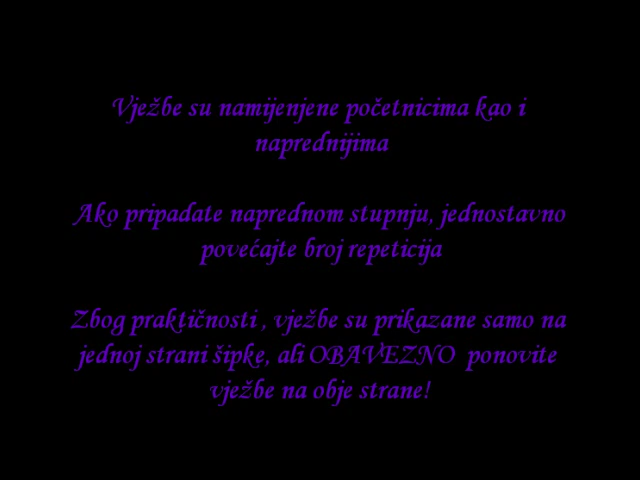 Vježbe su namijenjene početnicima kao i
naprednijima
Ako pripadate naprednom stupnju, jednostavno
povećajte broj repeticija
Zbog praktičnosti , vježbe su prikazane samo na
jednoj strani šipke, ali OBAVEZNO ponovite
vježbe na obje strane!